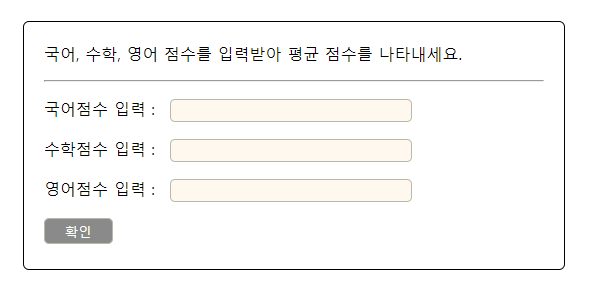 국어, 수학, 영어 점수를 입력받아 평균 점수를 나타내세요.
국어점수 입력 :
수학점수 입력 :
영어점수 입력 :
확인